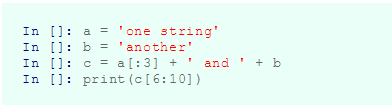 In []: a = 'one string'
In []: b = 'another'
In []: c = a[:3] + ' and ' + b
In []: print(c[6:10])